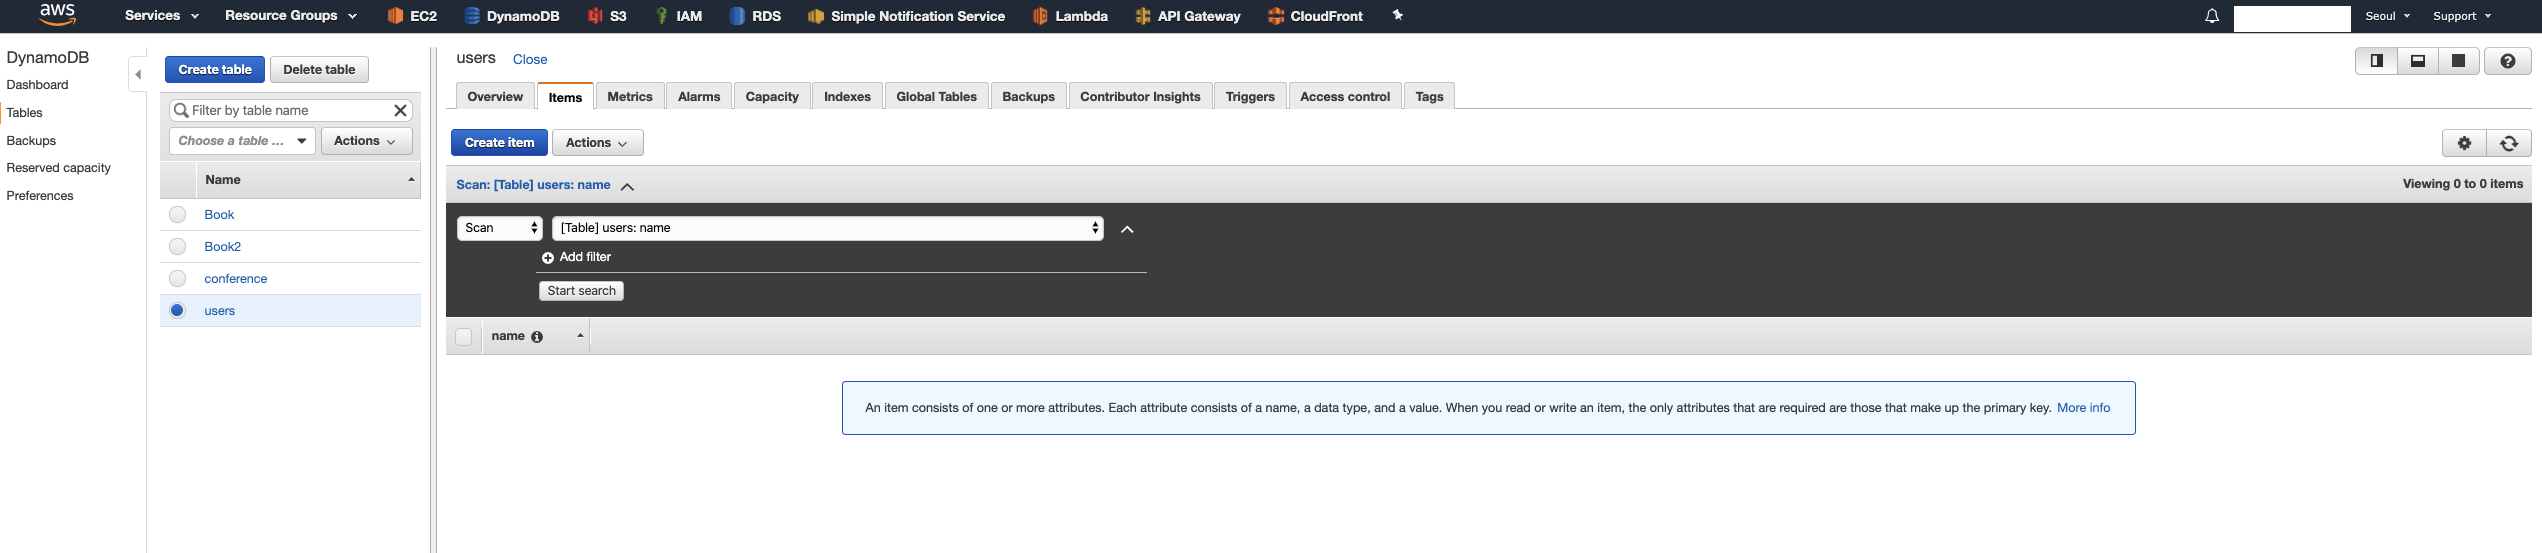 aws Services Resource Groups EC2 DynamoDB S3 IAM RDS Simple Notification Service Lambda API Gateway CloudFront Seoul Support
DynamoDB
Dashboard
Tables
Backups
Reserved capacity
Preferences
Create table Delete table
Filter by table name
Choose a table ... Actions
Name
Book
Book2
conference
users
users Close
Overview Items Metrics Alarms Capacity Indexes Global Tables Backups Contributor Insights Triggers Access control Tags
Create item Actions
Scan: [Table] users: name Viewing 0 to 0 items
Scan [Table] users: name
Add filter
Start search
name
An item consists of one or more attributes. Each attribute consists of a name, a data type, and a value. When you read or write an item, the only attributes that are required are those that make up the primary key. More info